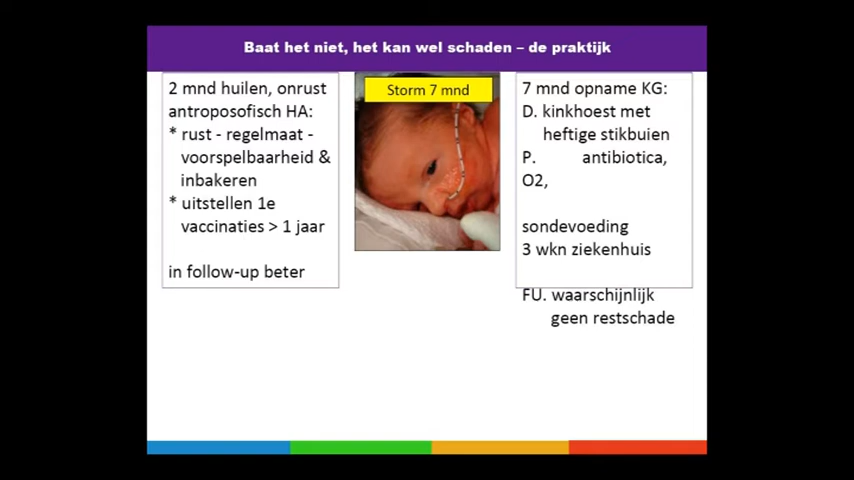 Baat het niet, het kan wel schaden – de praktijk
2 mnd huilen, onrust
antroposofisch HA:
* rust - regelmaat -
voorspelbaarheid &
inbakeren
* uitstellen 1e
vaccinaties > 1 jaar
in follow-up beter
Storm 7 mnd
7 mnd opname KG:
D. kinkhoest met
heftige stikbuien
P. antibiotica,
O2,
sondevoeding
3 wkn ziekenhuis
FU. waarschijnlijk
geen restschade